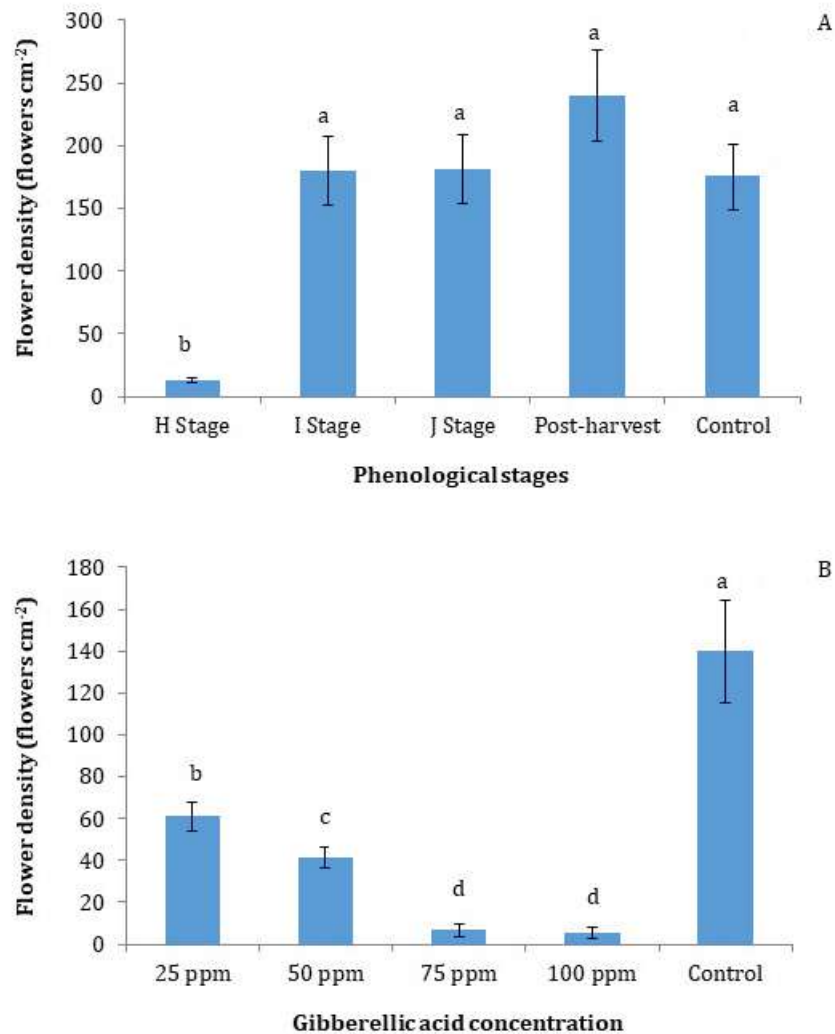 A
Flower density (flowers cm-2)
300
250
200
150
100
50
0
a
a
a
a
b
H Stage I Stage J Stage Post-harvest Control
Phenological stages
B
Flower density (flowers cm-2)
180
160
140
120
100
80
60
40
20
0
a
b
c
d d
25 ppm 50 ppm 75 ppm 100 ppm Control
Gibberellic acid concentration